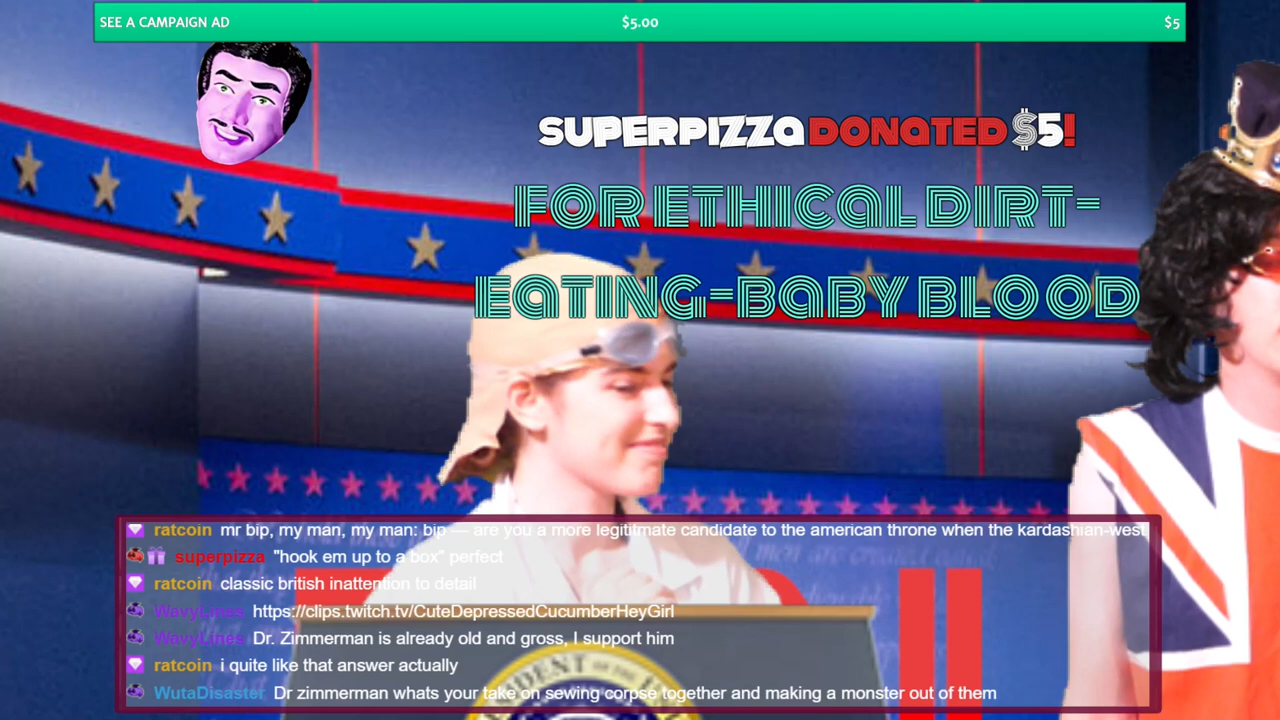 SEE A CAMPAIGN AD $5.00 $5
SUPERPIZZA DONATED $5!
FOR ETHICAL DIRT-
EATING-BABY BLOOD
ratcoin mr bip, my man, my man: bip — are you a more legititmate candidate to the american throne when the kardashian-west
superpizza "hook em up to a box" perfect
ratcoin classic british inattention to detail
WavyLines https://clips.twitch.tv/CuteDepressedCucumberHeyGirl
WavyLines Dr. Zimmerman is already old and gross, I support him
ratcoin i quite like that answer actually
WutaDisaster Dr zimmerman whats your take on sewing corpse together and making a monster out of them